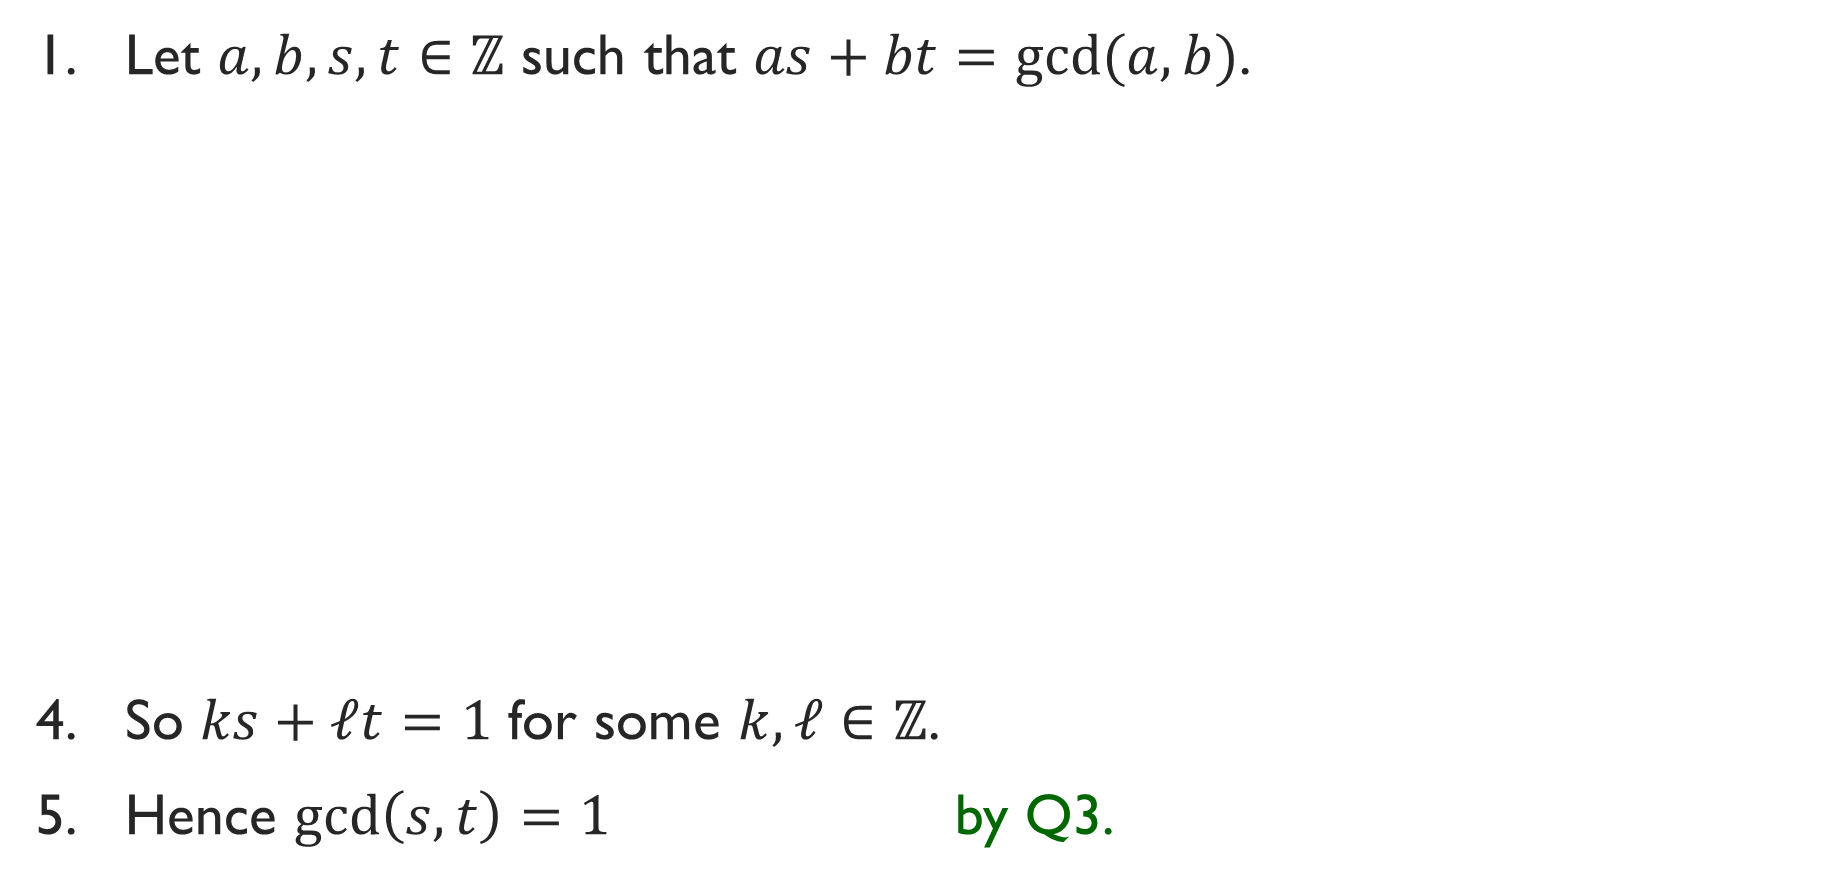 1. Let 𝑎, 𝑏, 𝑠, 𝑡 ∈ ℤ such that 𝑎𝑠 + 𝑏𝑡 = gcd(𝑎, 𝑏).
4. So 𝑘𝑠 + ℓ𝑡 = 1 for some 𝑘, ℓ ∈ ℤ.
5. Hence gcd(𝑠, 𝑡) = 1 by Q3.